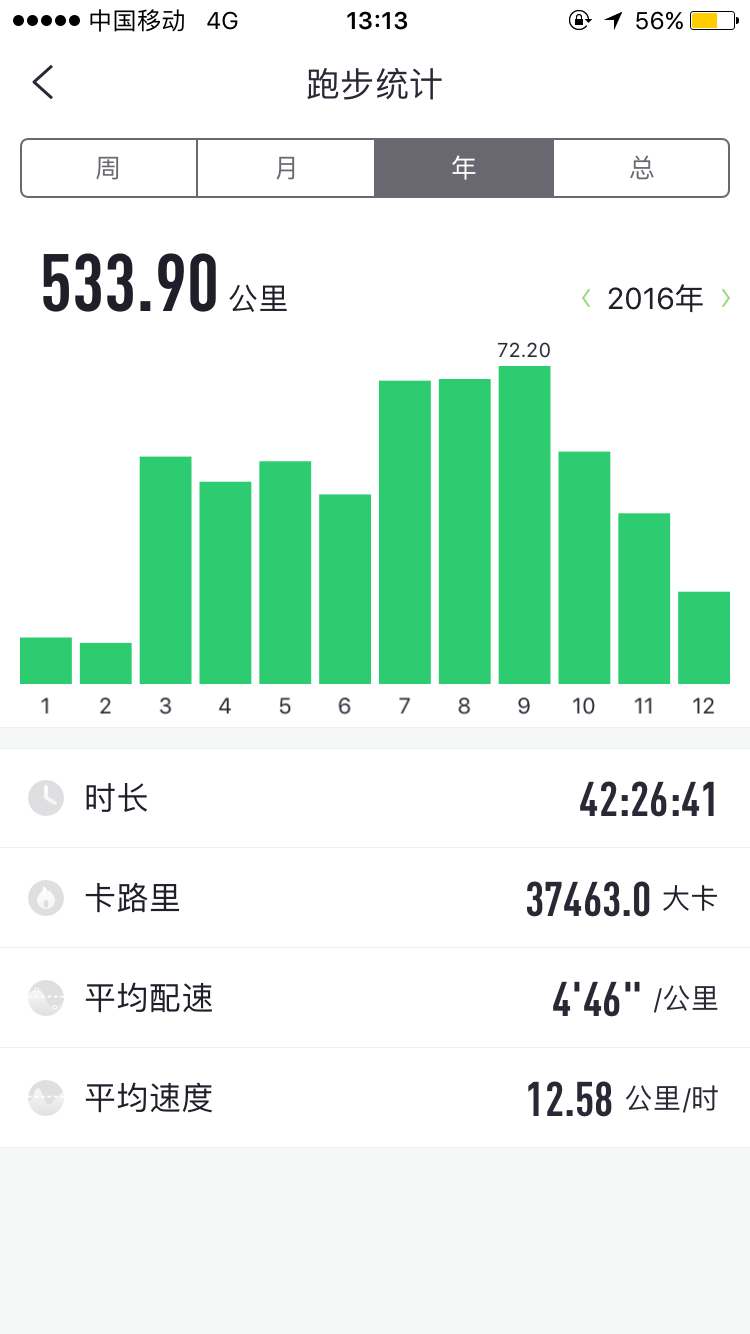 中国移动 4G 13:13 56%
跑步统计
周 月 年 总
533.90 公里 2016年
72.20
1 2 3 4 5 6 7 8 9 10 11 12
时长 42:26:41
卡路里 37463.0 大卡
平均配速 4'46" /公里
平均速度 12.58 公里/时